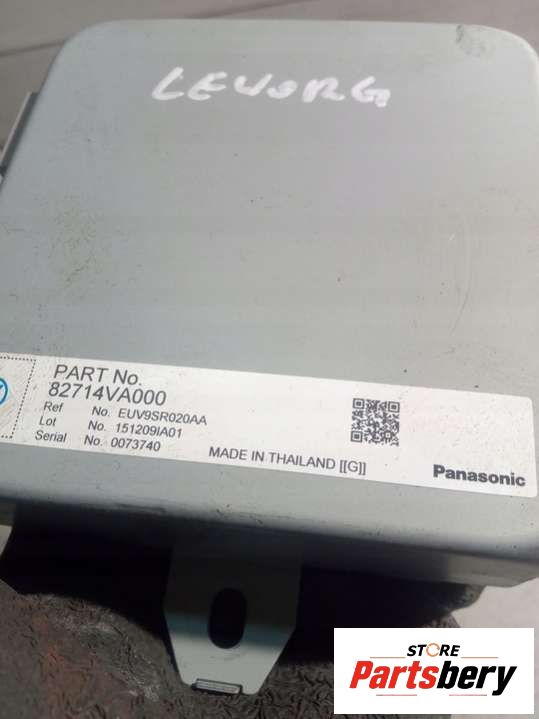 LEVORG
PART No.
82714VA000
Ref No. EUV9SR020AA
Lot No. 151209IA01
Serial No. 0073740
MADE IN THAILAND [[G]]
Panasonic
STORE
Partsbery